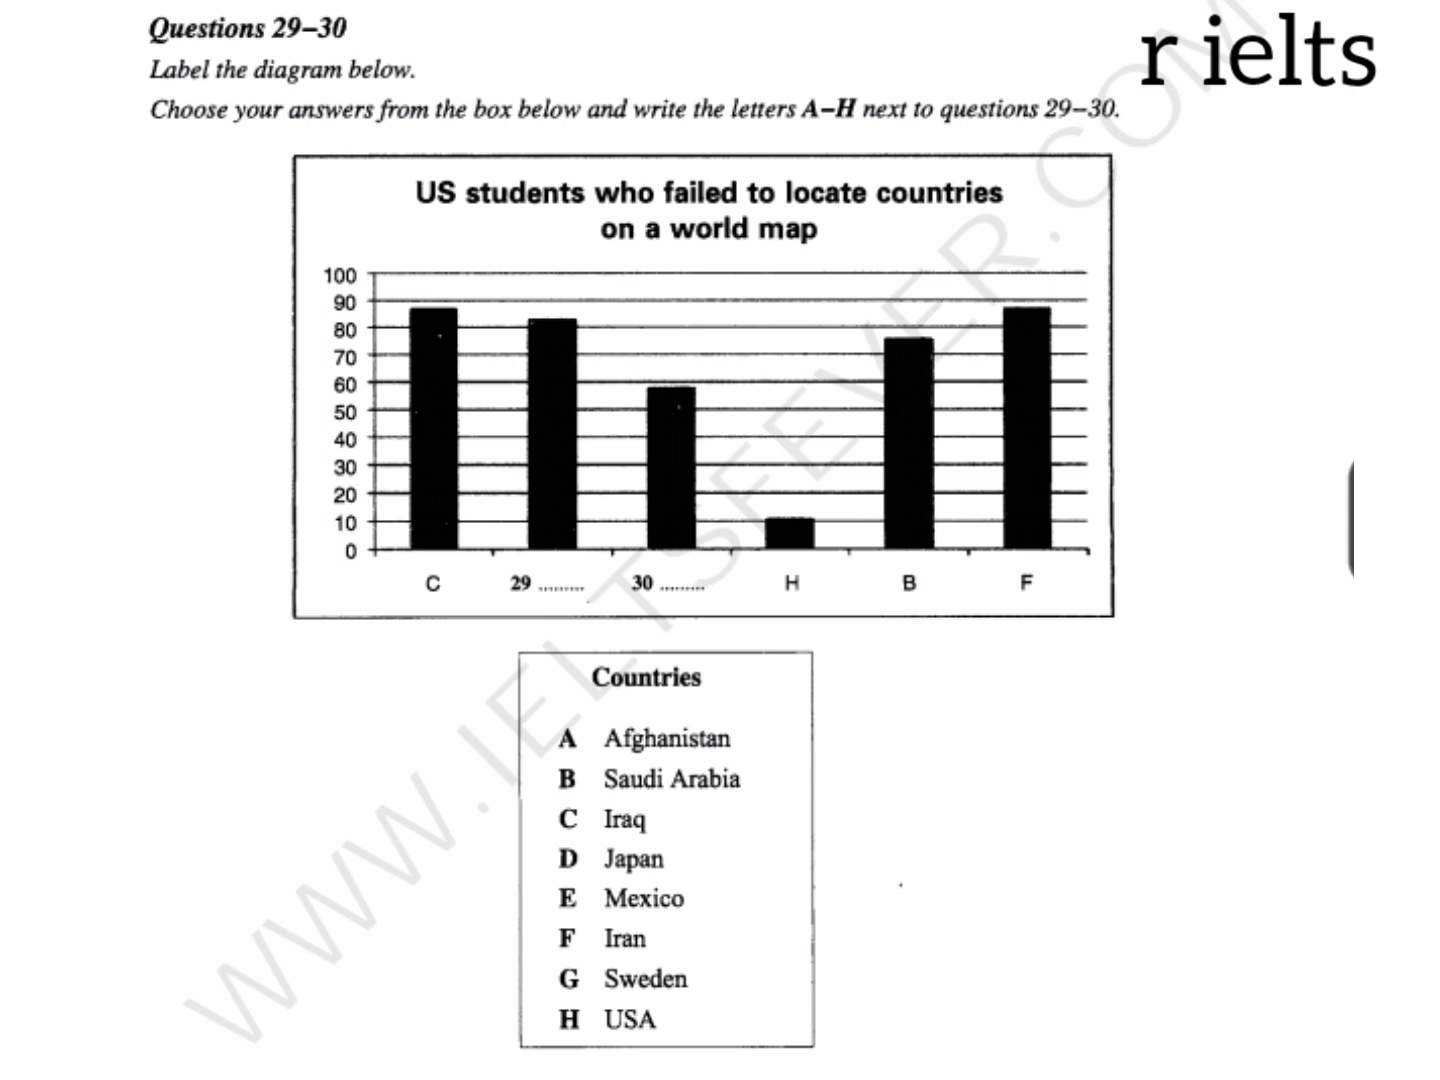 Questions 29–30
r ielts
Label the diagram below.
Choose your answers from the box below and write the letters A–H next to questions 29–30.
US students who failed to locate countries
on a world map
100
90
80
70
60
50
40
30
20
10
0
C 29 ......... 30 ......... H B F
Countries
A Afghanistan
B Saudi Arabia
C Iraq
D Japan
E Mexico
F Iran
G Sweden
H USA
WWW.IELTSFEVER.COM